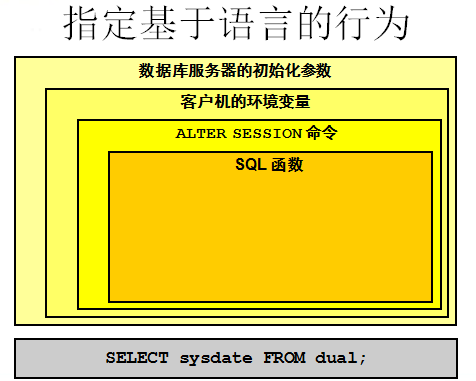 指定基于语言的行为
数据库服务器的初始化参数
客户机的环境变量
ALTER SESSION 命令
SQL 函数
SELECT sysdate FROM dual;